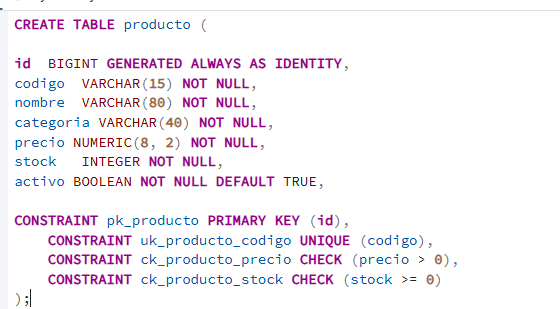 CREATE TABLE producto (
id  BIGINT GENERATED ALWAYS AS IDENTITY,
codigo  VARCHAR(15) NOT NULL,
nombre  VARCHAR(80) NOT NULL,
categoria VARCHAR(40) NOT NULL,
precio NUMERIC(8, 2) NOT NULL,
stock   INTEGER NOT NULL,
activo BOOLEAN NOT NULL DEFAULT TRUE,
CONSTRAINT pk_producto PRIMARY KEY (id),
    CONSTRAINT uk_producto_codigo UNIQUE (codigo),
    CONSTRAINT ck_producto_precio CHECK (precio > 0),
    CONSTRAINT ck_producto_stock CHECK (stock >= 0)
);